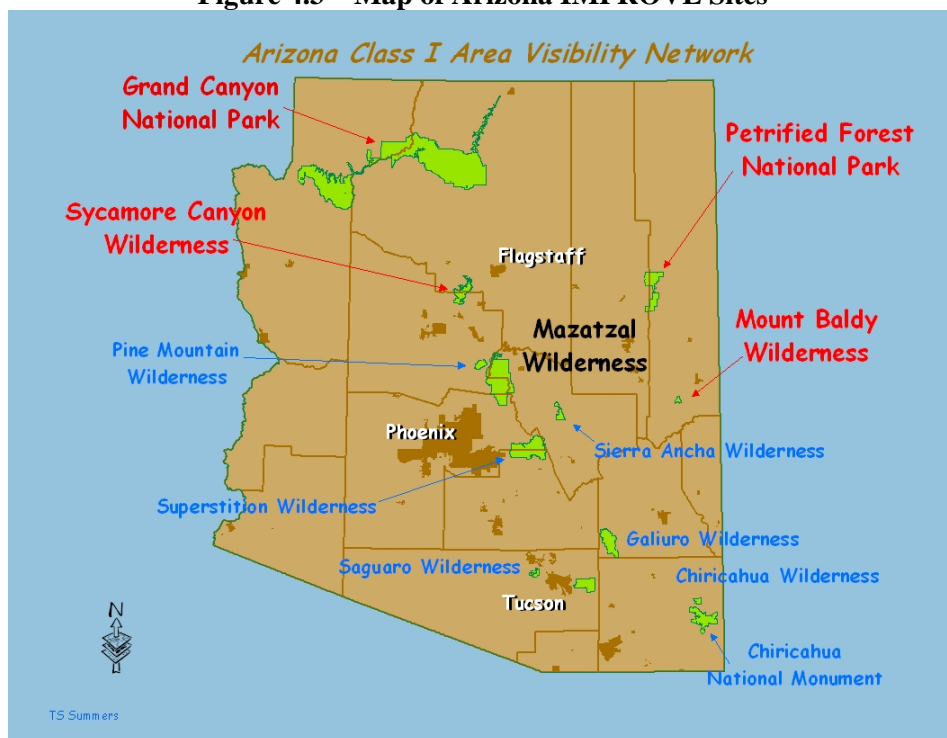 Figure 4.3 – Map of Arizona IMPROVE Sites
Arizona Class I Area Visibility Network
Grand Canyon
National Park
Petrified Forest
National Park
Sycamore Canyon
Wilderness
Flagstaff
Mazatzal
Wilderness
Mount Baldy
Wilderness
Pine Mountain
Wilderness
Phoenix
Sierra Ancha Wilderness
Superstition Wilderness
Galiuro Wilderness
Saguaro Wilderness
Chiricahua Wilderness
Tucson
N
Chiricahua
National Monument
TS Summers